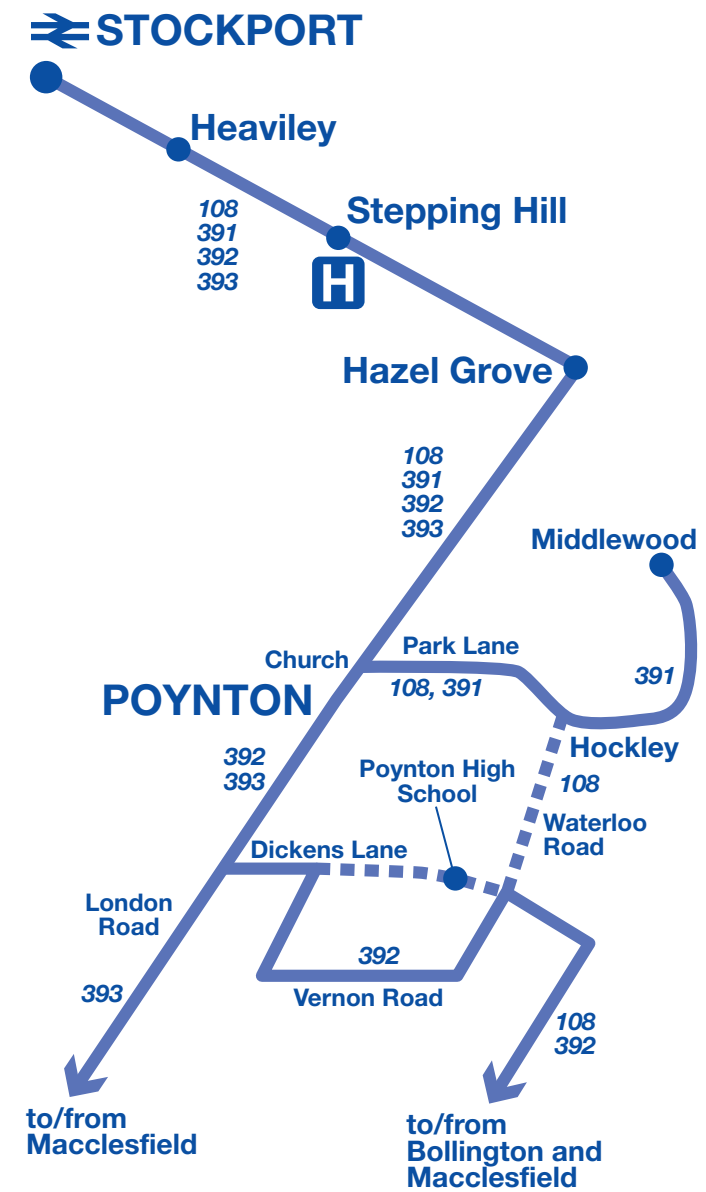 STOCKPORT
Heaviley
108
391
392
393
Stepping Hill
H
Hazel Grove
108
391
392
393
Middlewood
Church
Park Lane
108, 391
391
POYNTON
Hockley
392
393
Poynton High
School
108
Waterloo
Road
Dickens Lane
London
Road
392
393
Vernon Road
108
392
to/from
Macclesfield
to/from
Bollington and
Macclesfield